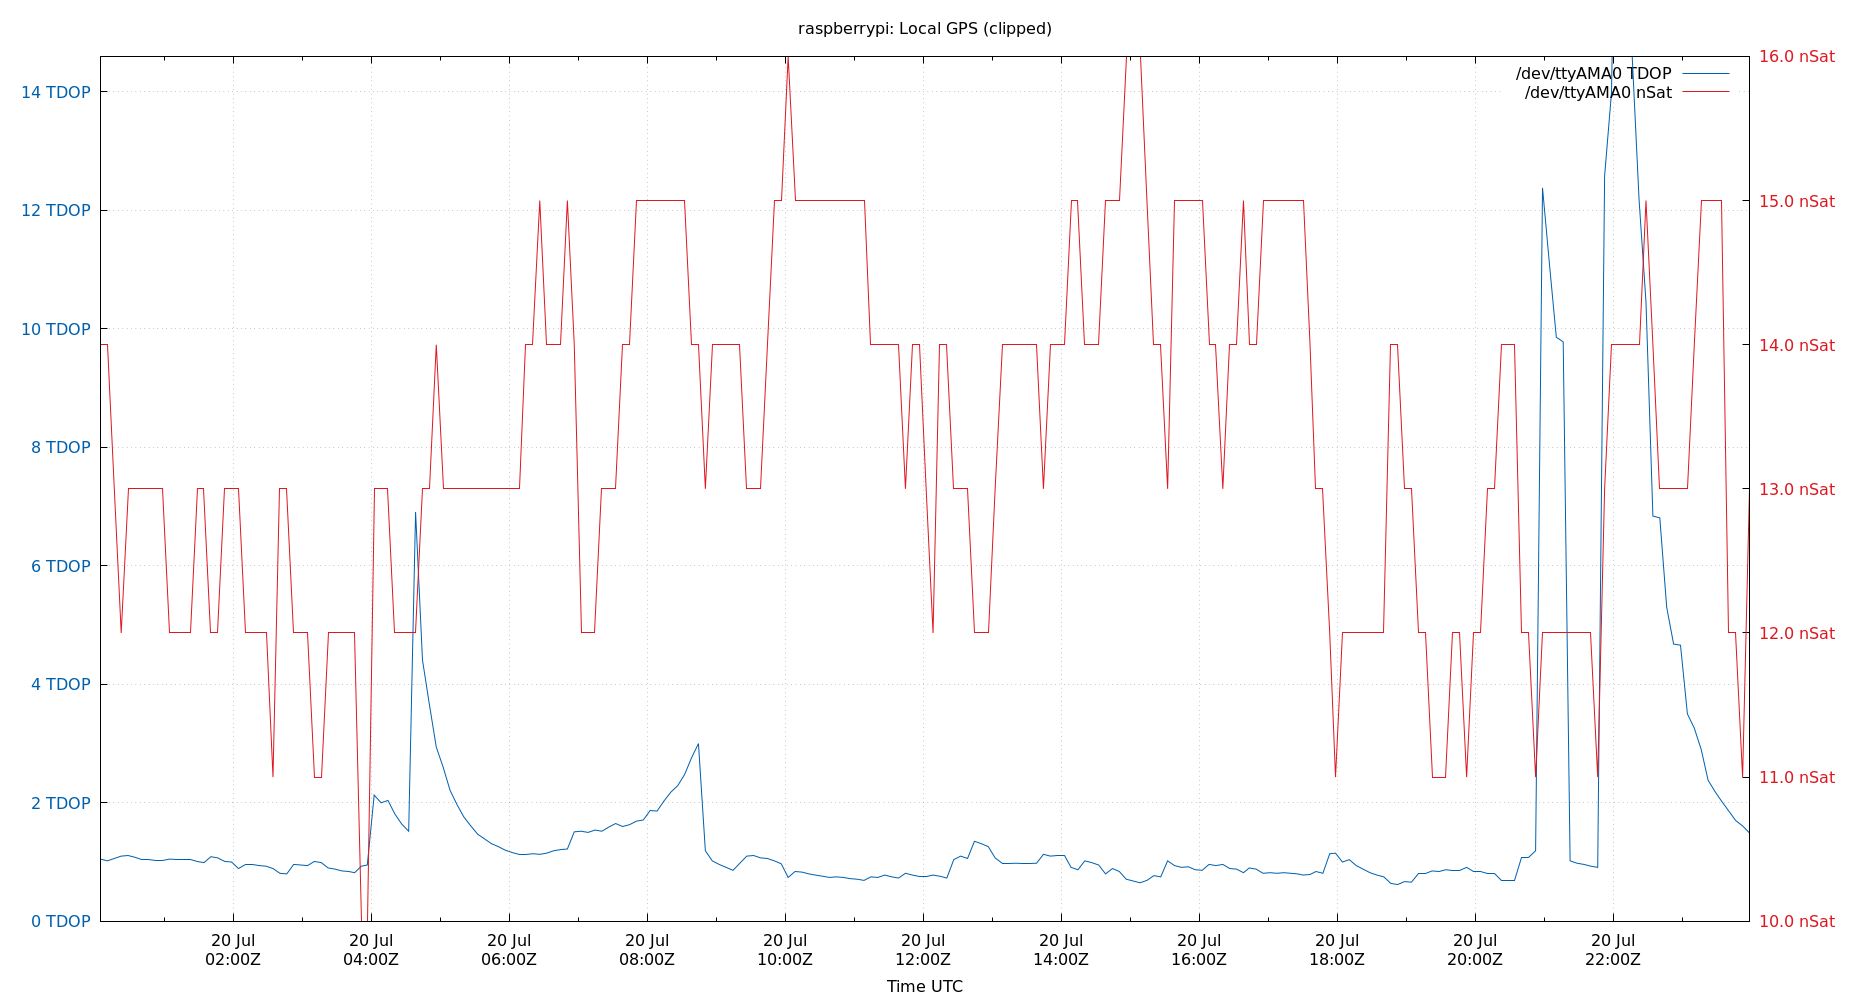 raspberrypi: Local GPS (clipped)
/dev/ttyAMA0 TDOP
/dev/ttyAMA0 nSat
14 TDOP
12 TDOP
10 TDOP
8 TDOP
6 TDOP
4 TDOP
2 TDOP
0 TDOP
16.0 nSat
15.0 nSat
14.0 nSat
13.0 nSat
12.0 nSat
11.0 nSat
10.0 nSat
20 Jul
02:00Z
20 Jul
04:00Z
20 Jul
06:00Z
20 Jul
08:00Z
20 Jul
10:00Z
20 Jul
12:00Z
20 Jul
14:00Z
20 Jul
16:00Z
20 Jul
18:00Z
20 Jul
20:00Z
20 Jul
22:00Z
Time UTC